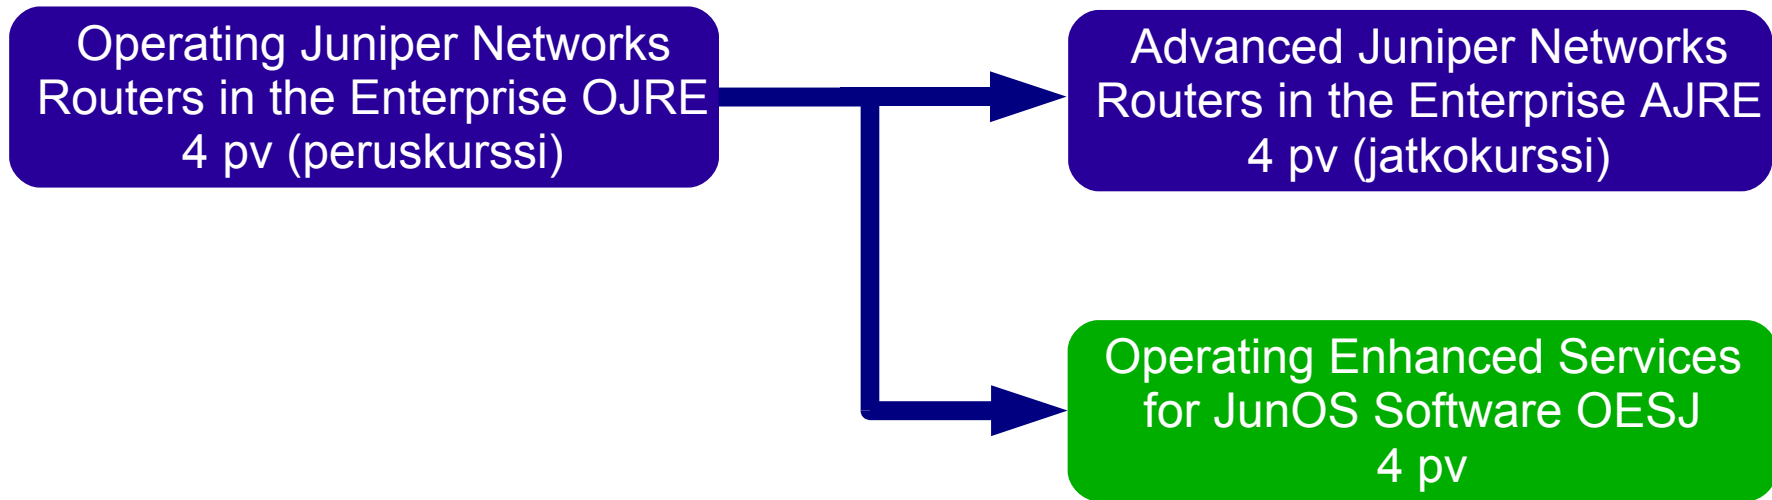 Operating Juniper Networks
Routers in the Enterprise OJRE
4 pv (peruskurssi)
Advanced Juniper Networks
Routers in the Enterprise AJRE
4 pv (jatkokurssi)
Operating Enhanced Services
for JunOS Software OESJ
4 pv